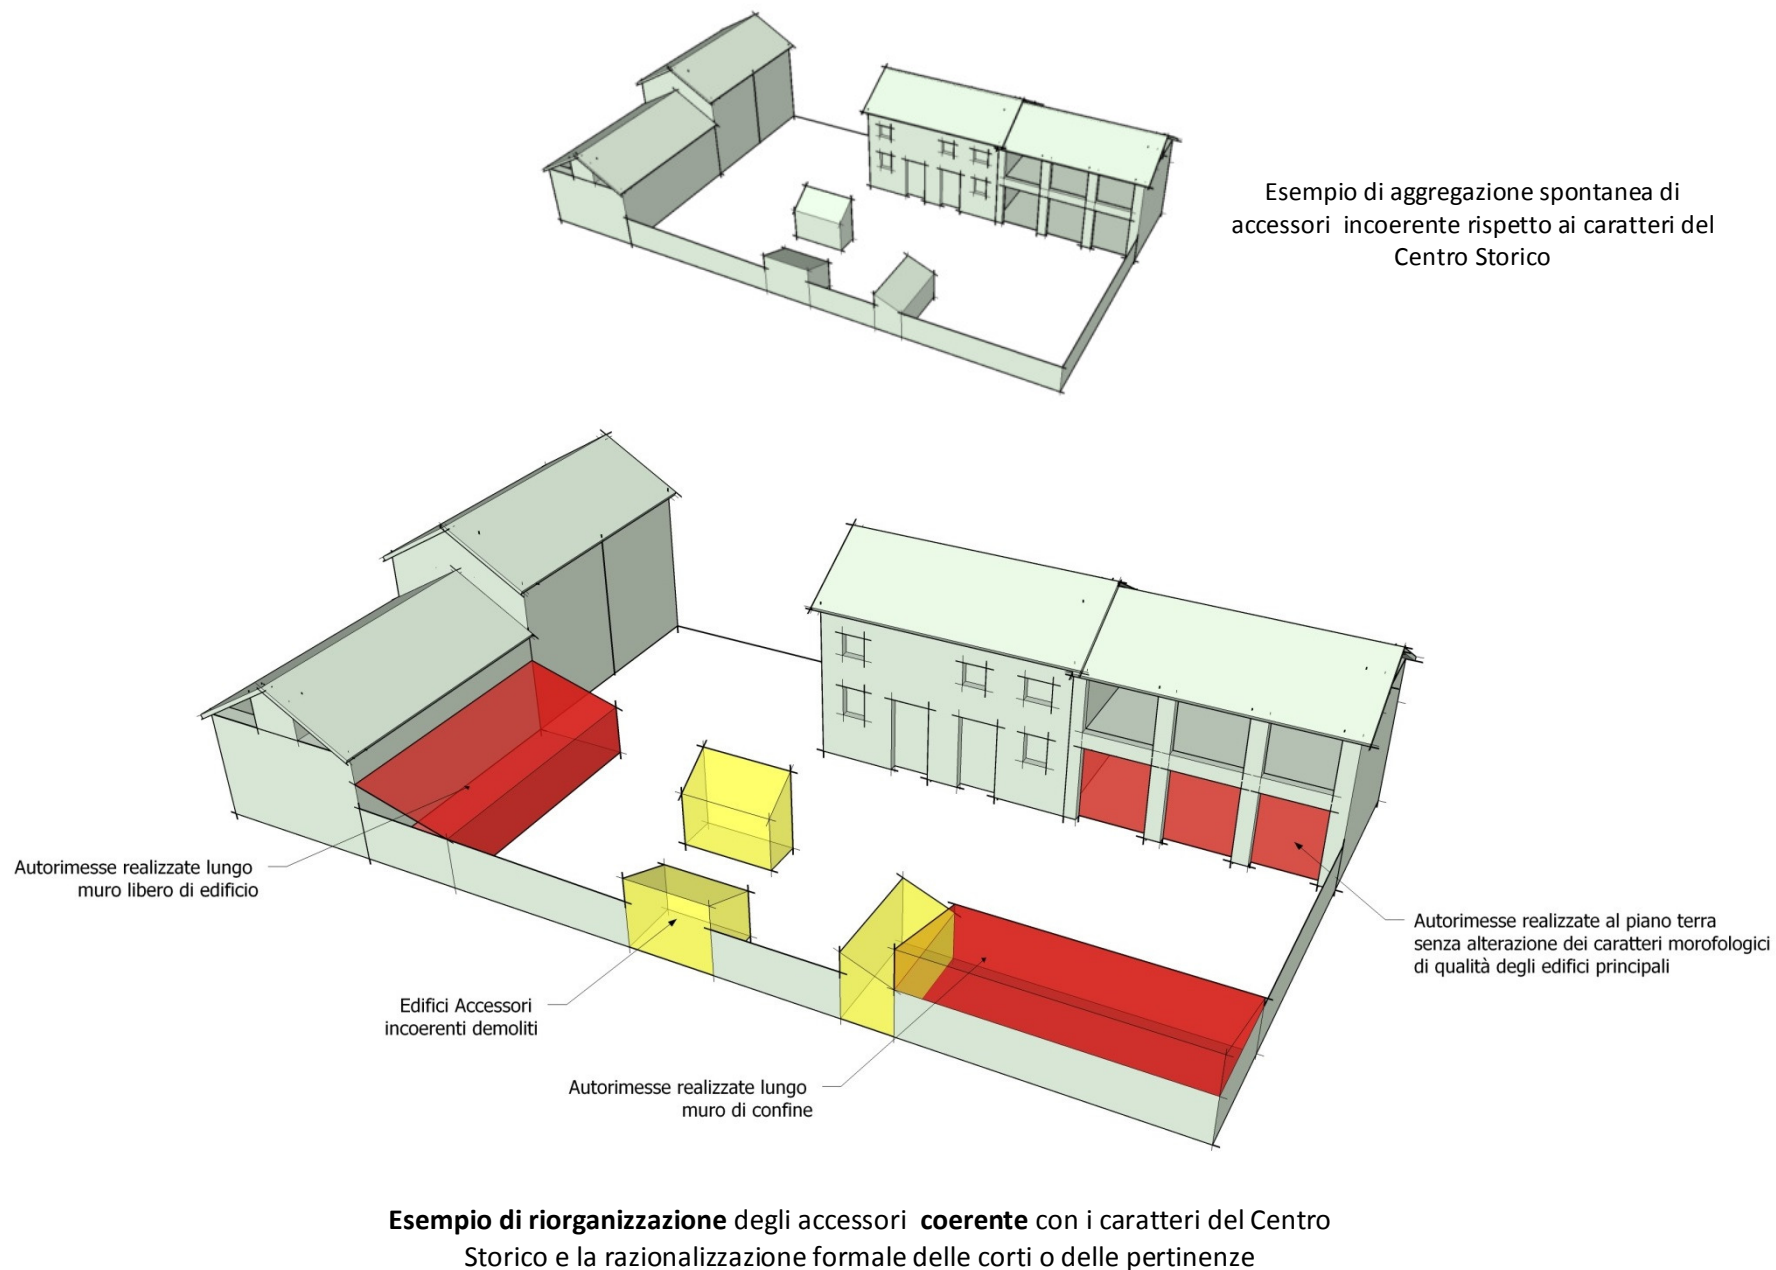 Esempio di aggregazione spontanea di
accessori incoerente rispetto ai caratteri del
Centro Storico
Autorimesse realizzate lungo
muro libero di edificio
Autorimesse realizzate al piano terra
senza alterazione dei caratteri morofologici
di qualità degli edifici principali
Edifici Accessori
incoerenti demoliti
Autorimesse realizzate lungo
muro di confine
Esempio di riorganizzazione degli accessori coerente con i caratteri del Centro
Storico e la razionalizzazione formale delle corti o delle pertinenze